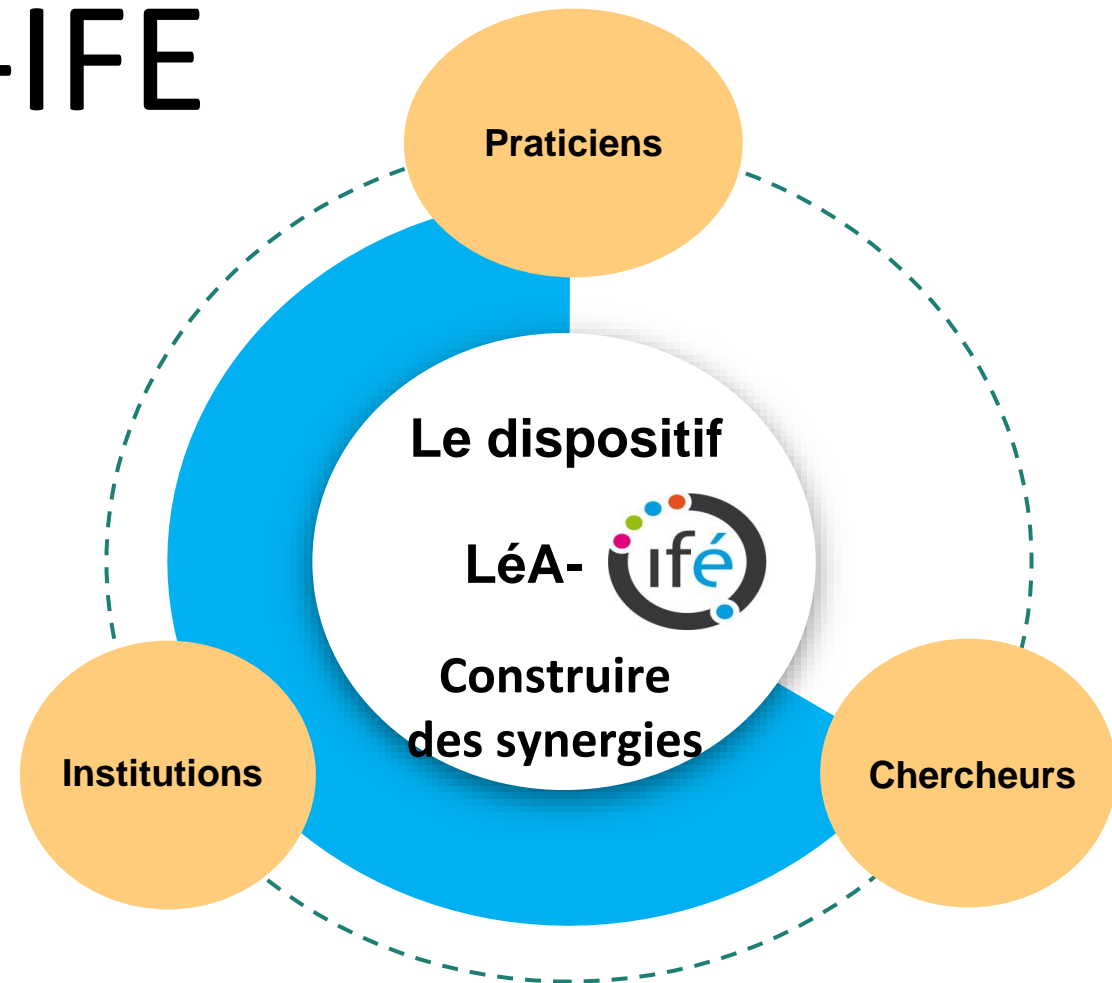 -IFE
Praticiens
Le dispositif
LéA- ifé
Construire
des synergies
Institutions
Chercheurs